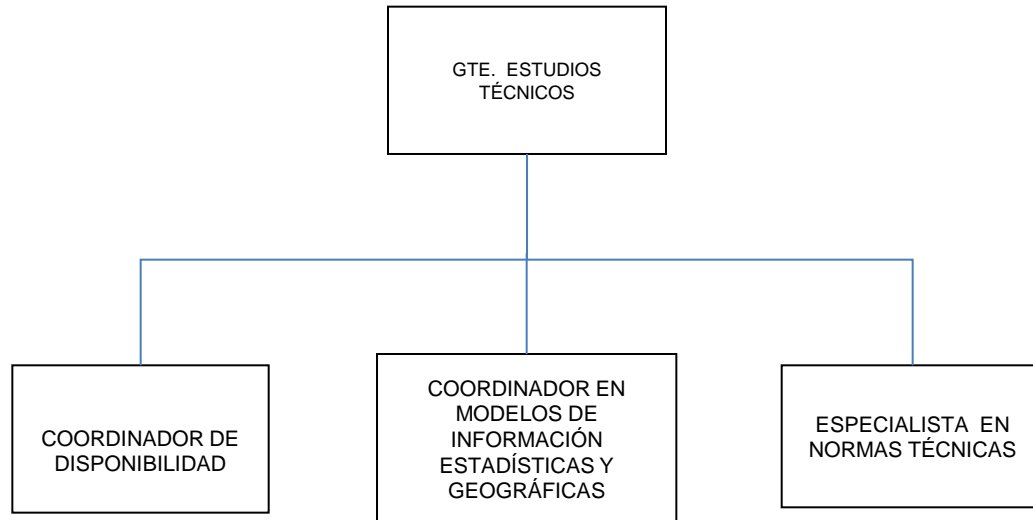 GTE. ESTUDIOS
TÉCNICOS
COORDINADOR DE
DISPONIBILIDAD
COORDINADOR EN
MODELOS DE
INFORMACIÓN
ESTADÍSTICAS Y
GEOGRÁFICAS
ESPECIALISTA EN
NORMAS TÉCNICAS